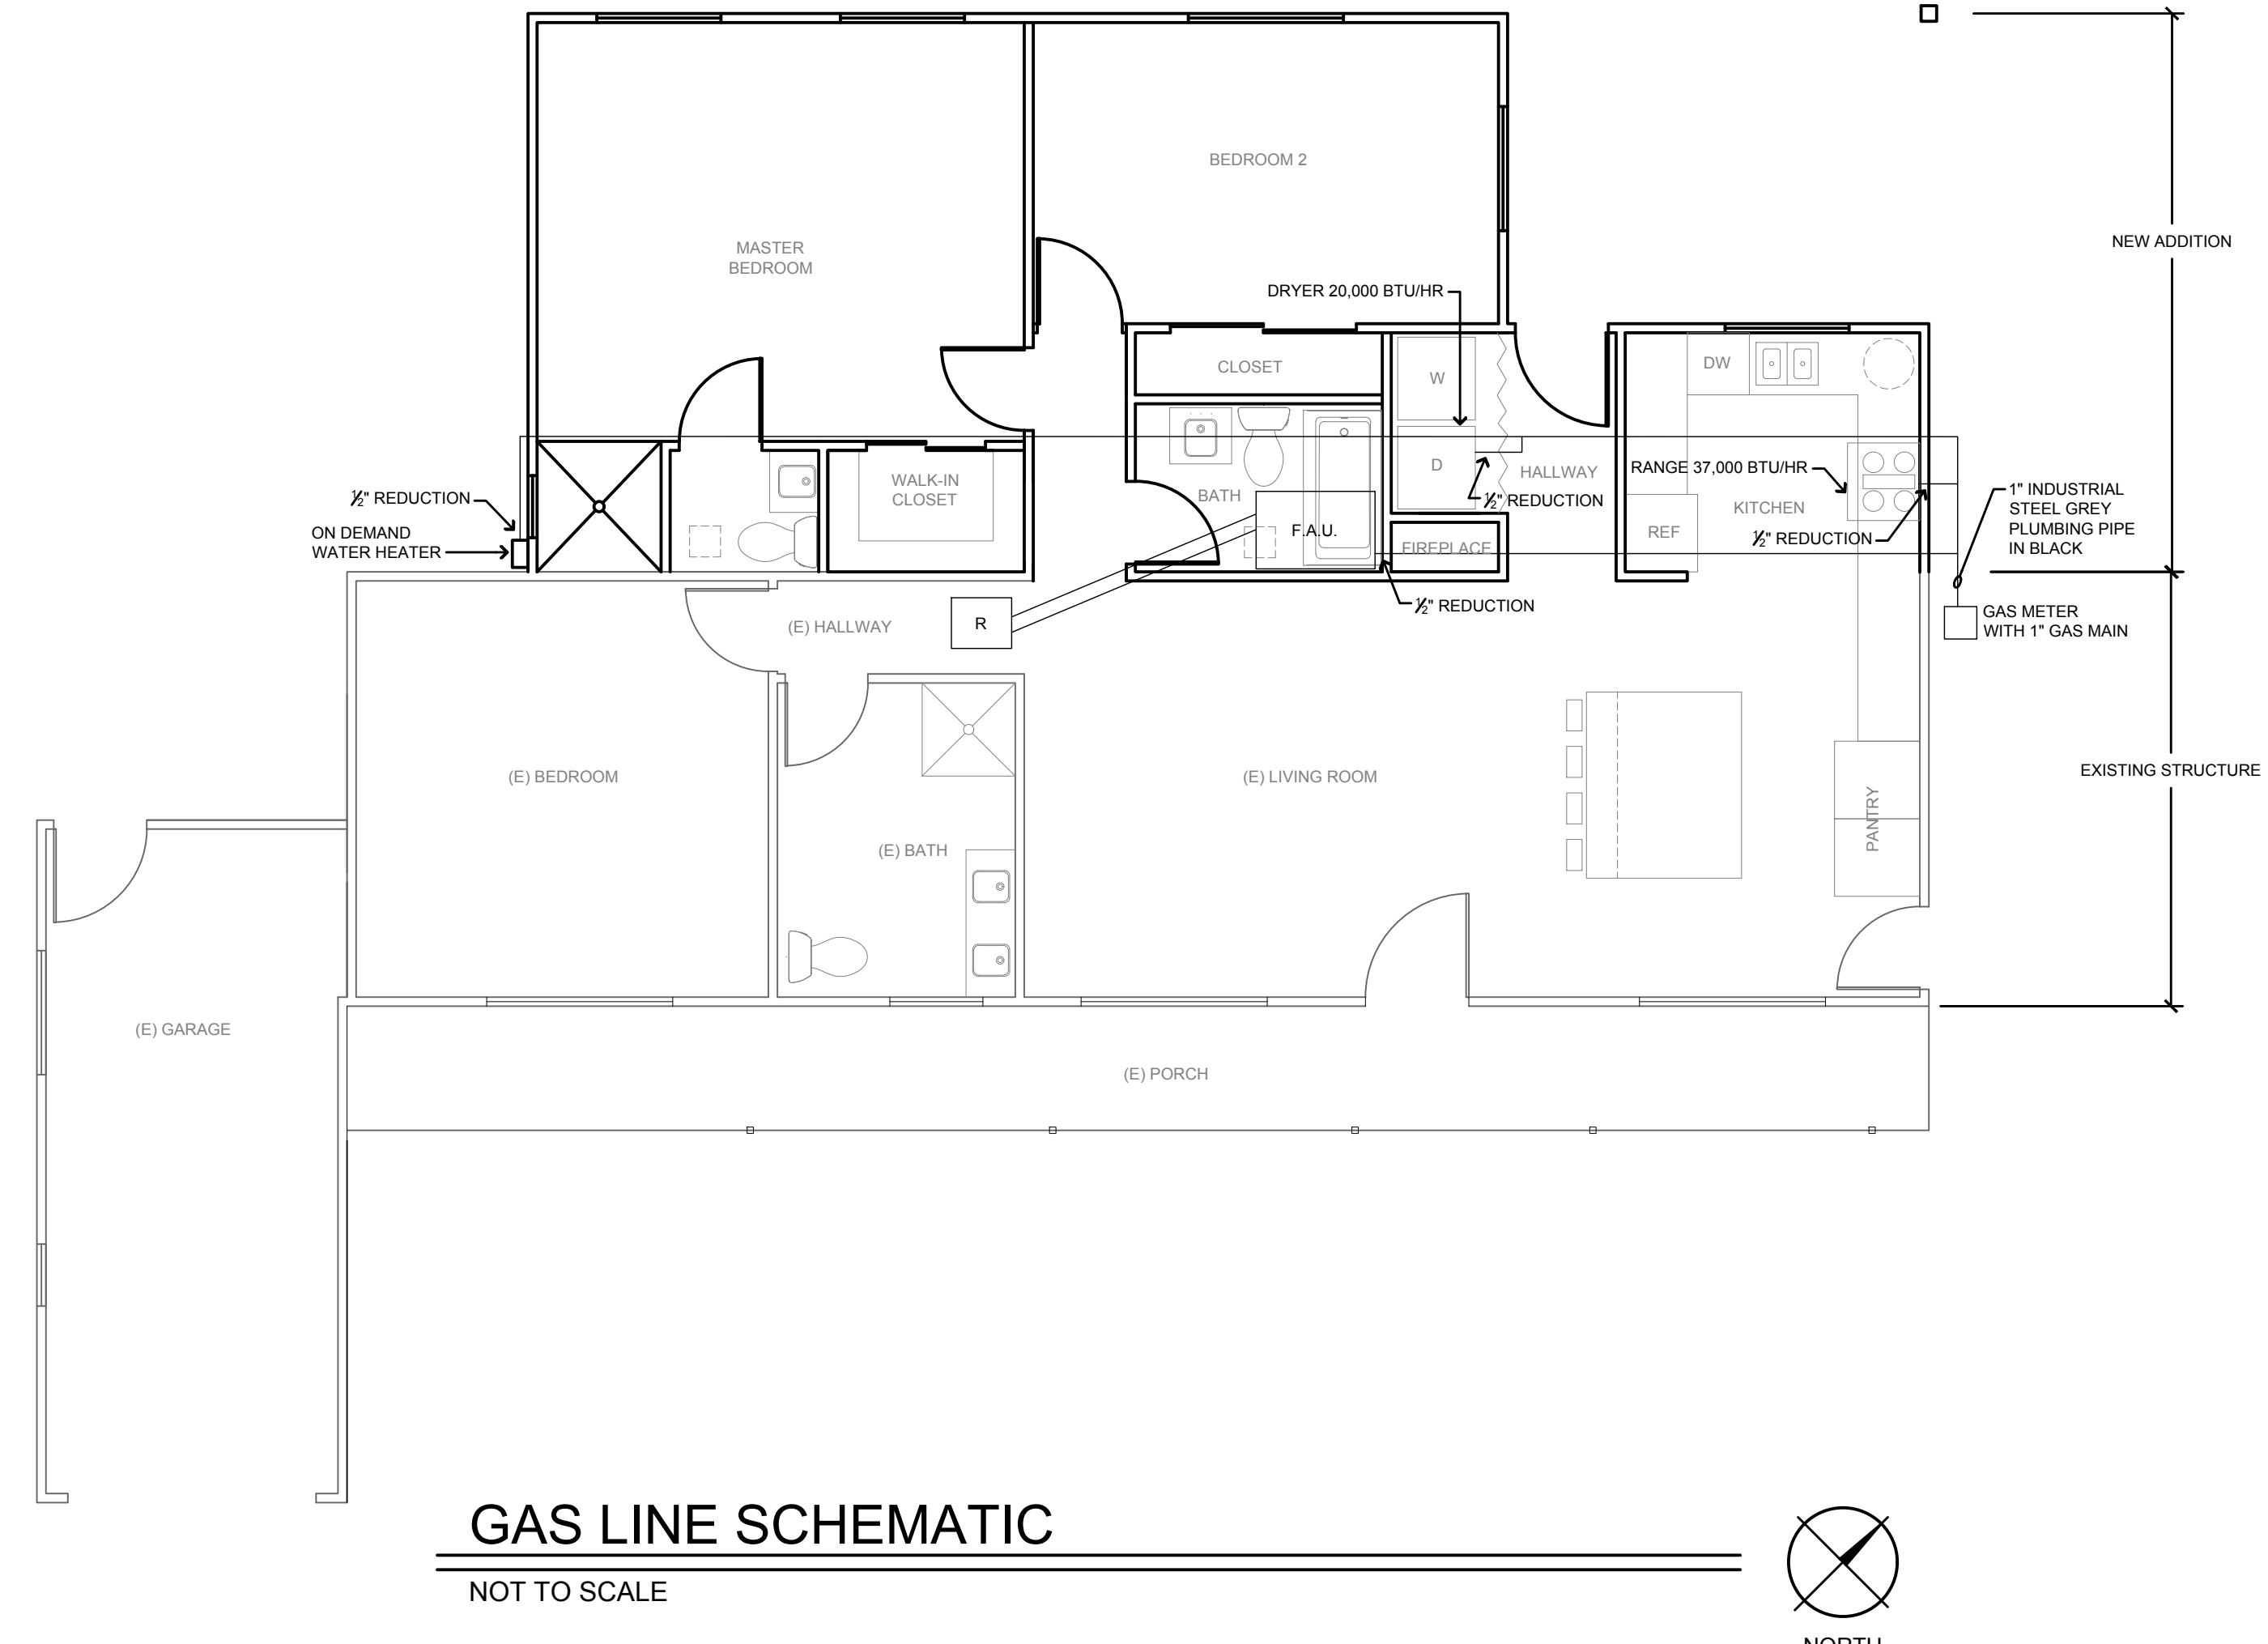 BEDROOM 2
NEW ADDITION
MASTER
BEDROOM
DRYER 20,000 BTU/HR
CLOSET
W
DW
D
HALLWAY
RANGE 37,000 BTU/HR
WALK-IN
CLOSET
BATH
½" REDUCTION
½" REDUCTION
KITCHEN
1" INDUSTRIAL
STEEL GREY
PLUMBING PIPE
IN BLACK
ON DEMAND
WATER HEATER
F.A.U.
REF
½" REDUCTION
FIREPLACE
½" REDUCTION
GAS METER
WITH 1" GAS MAIN
(E) HALLWAY
R
EXISTING STRUCTURE
(E) BEDROOM
(E) LIVING ROOM
PANTRY
(E) BATH
(E) GARAGE
(E) PORCH
GAS LINE SCHEMATIC
NOT TO SCALE
NORTH